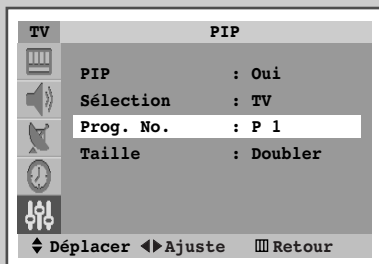 TV PIP
PIP : Oui
Sélection : TV
Prog. No. : P 1
Taille : Doubler
Déplacer Ajuste Retour